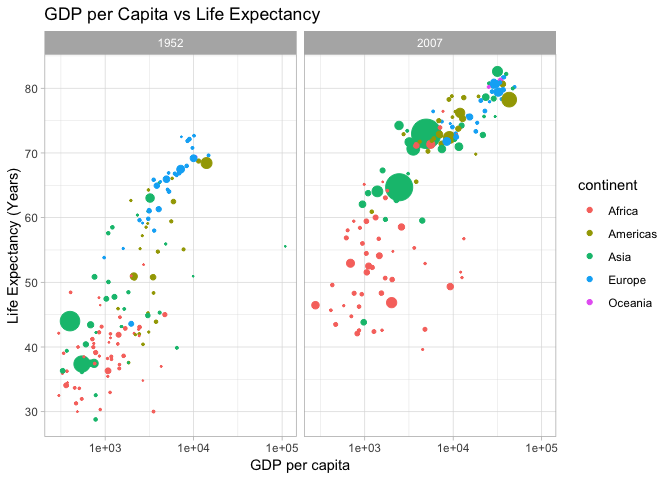 GDP per Capita vs Life Expectancy
1952
2007
80
70
60
50
40
30
Life Expectancy (Years)
1e+03
1e+04
1e+05
1e+03
1e+04
1e+05
GDP per capita
continent
Africa
Americas
Asia
Europe
Oceania